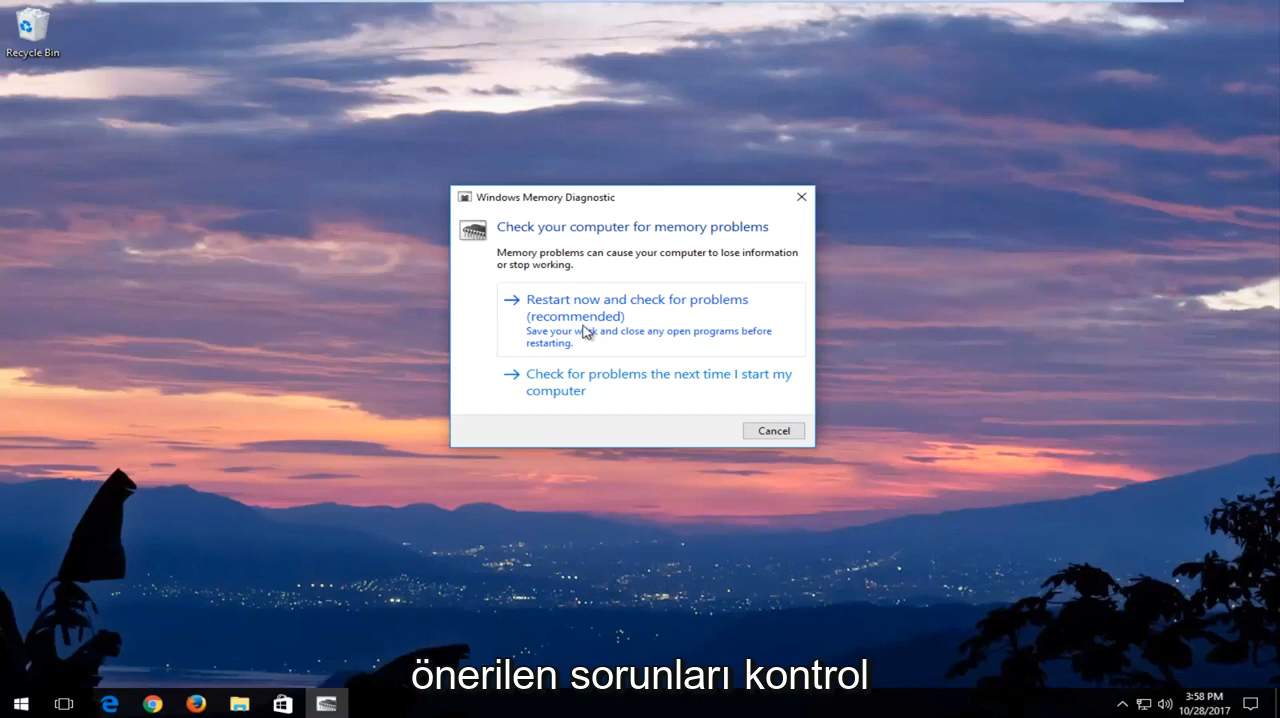 Recycle Bin
Windows Memory Diagnostic
Check your computer for memory problems
Memory problems can cause your computer to lose information
or stop working.
Restart now and check for problems
(recommended)
Save your work and close any open programs before
restarting.
Check for problems the next time I start my
computer
Cancel
önerilen sorunları kontrol
3:58 PM
10/28/2017